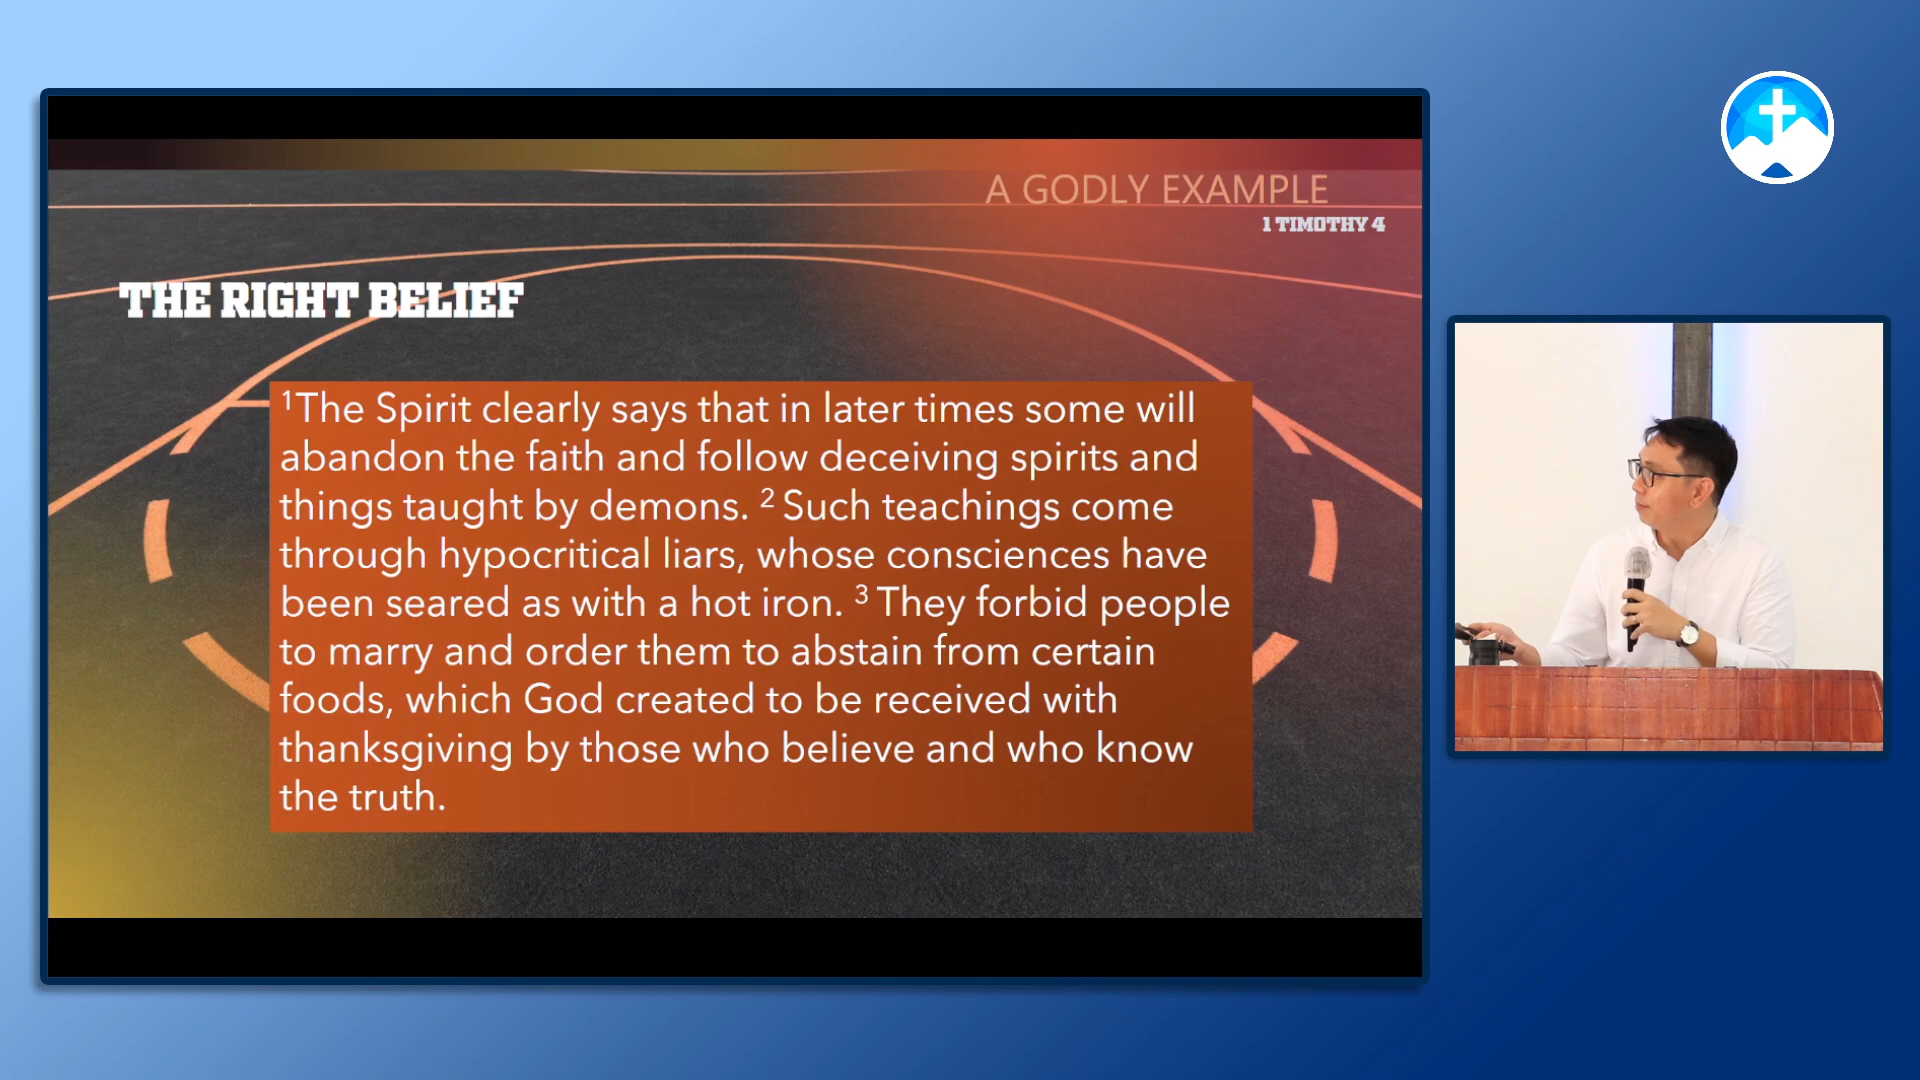 A GODLY EXAMPLE
1 TIMOTHY 4
THE RIGHT BELIEF
¹The Spirit clearly says that in later times some will
abandon the faith and follow deceiving spirits and
things taught by demons. ² Such teachings come
through hypocritical liars, whose consciences have
been seared as with a hot iron. ³ They forbid people
to marry and order them to abstain from certain
foods, which God created to be received with
thanksgiving by those who believe and who know
the truth.